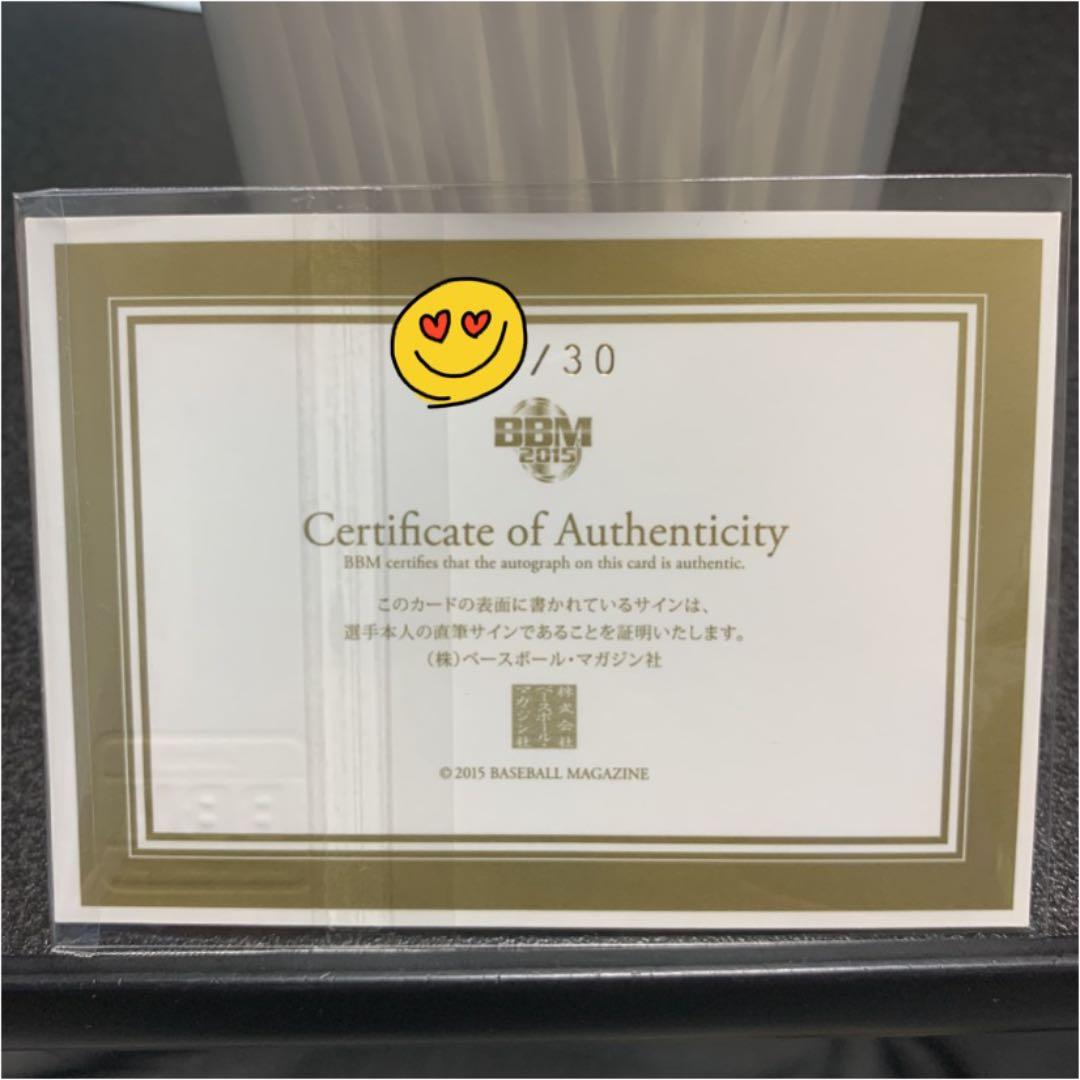 /30
BBM
2015
Certificate of Authenticity
BBM certifies that the autograph on this card is authentic.
このカードの表面に書かれているサインは、
選手本人の直筆サインであることを証明いたします。
(株)ベースボール・マガジン社
株式会社
ベースボール・
マガジン社
© 2015 BASEBALL MAGAZINE